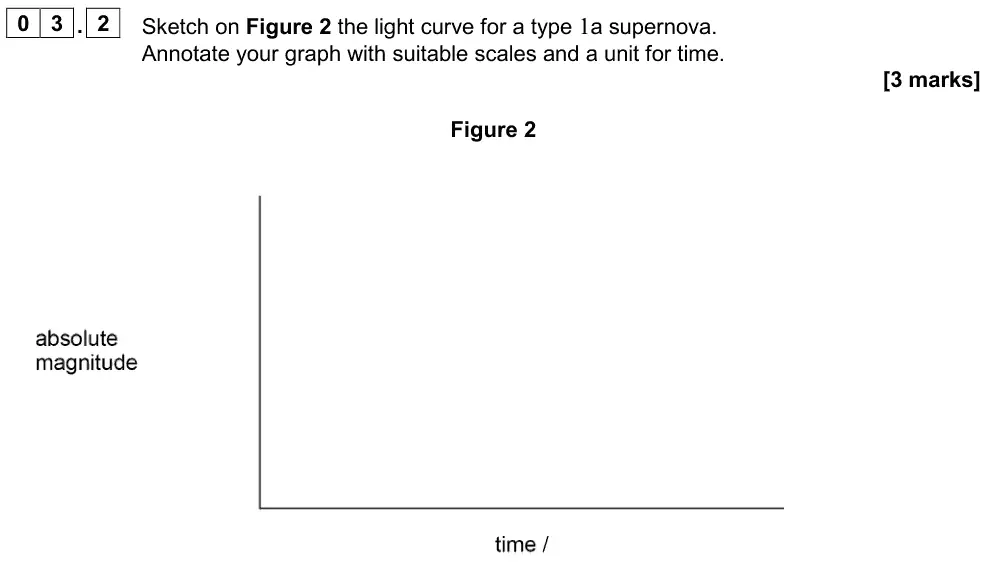 0 3 . 2 Sketch on Figure 2 the light curve for a type 1a supernova.
Annotate your graph with suitable scales and a unit for time.
[3 marks]
Figure 2
absolute
magnitude
time /